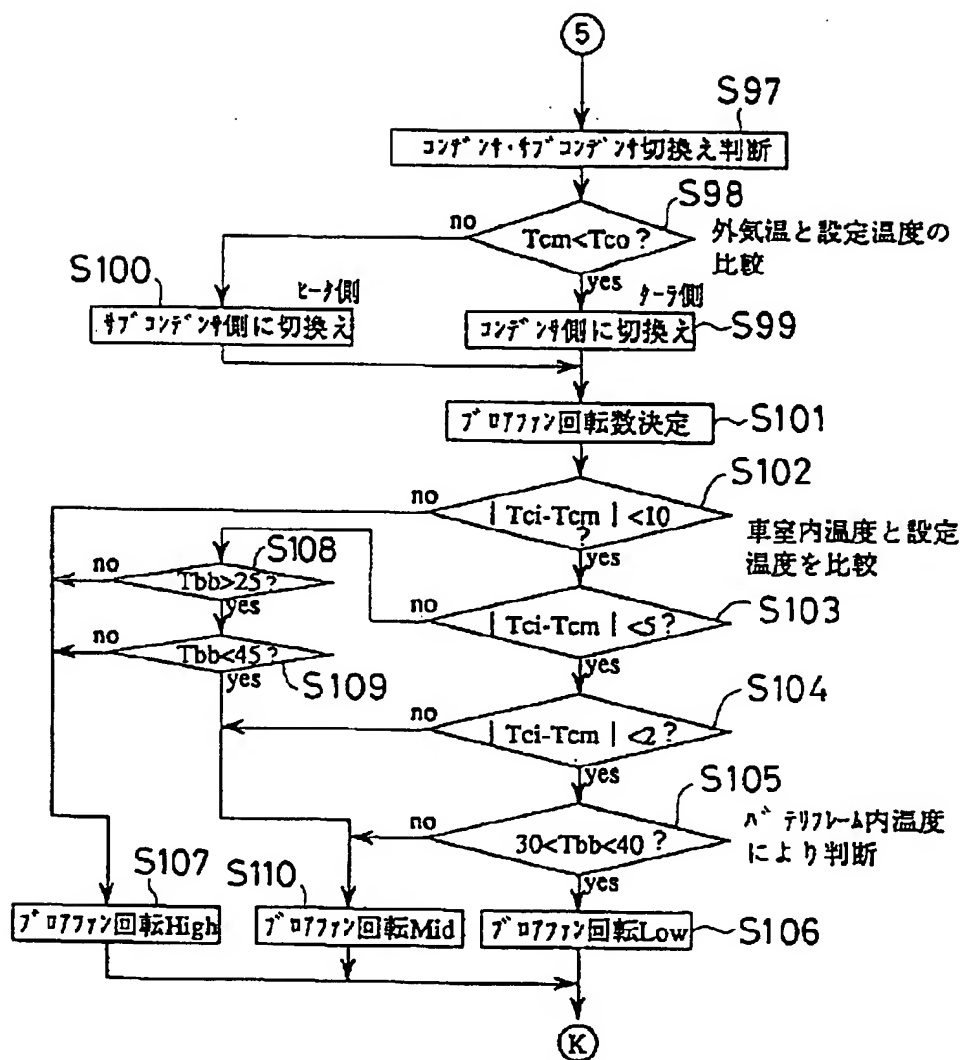 5
S97
コンデンサ・サブコンデンサ切換え判断
S98
no
Tcm<Tco?
外気温と設定温度の
比較
yes
S100
ヒータ側
サブコンデンサ側に切換え
クーラ側
コンデンサ側に切換え
S99
ブロアファン回転数決定
S101
S102
no
| Tci-Tcm | <10
?
車室内温度と設定
温度を比較
yes
S108
no
Tbb>25?
yes
no
| Tci-Tcm | <5?
S103
yes
no
Tbb<45?
yes
S109
no
| Tci-Tcm | <2?
S104
yes
S105
no
30<Tbb<40?
バテリフレーム内温度
により判断
yes
S107
ブロアファン回転High
S110
ブロアファン回転Mid
ブロアファン回転Low
S106
K